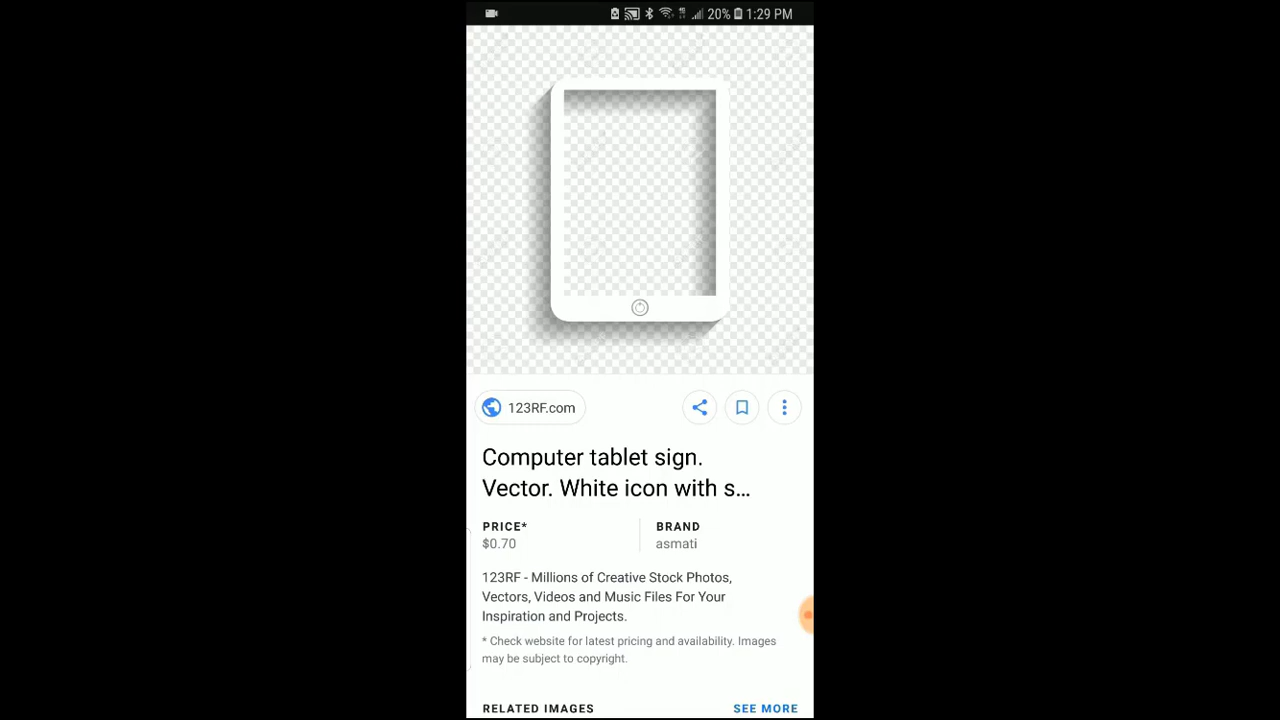 20% 1:29 PM
123RF.com
Computer tablet sign.
Vector. White icon with s...
PRICE* BRAND
$0.70 asmati
123RF - Millions of Creative Stock Photos,
Vectors, Videos and Music Files For Your
Inspiration and Projects.
* Check website for latest pricing and availability. Images
may be subject to copyright.
RELATED IMAGES SEE MORE